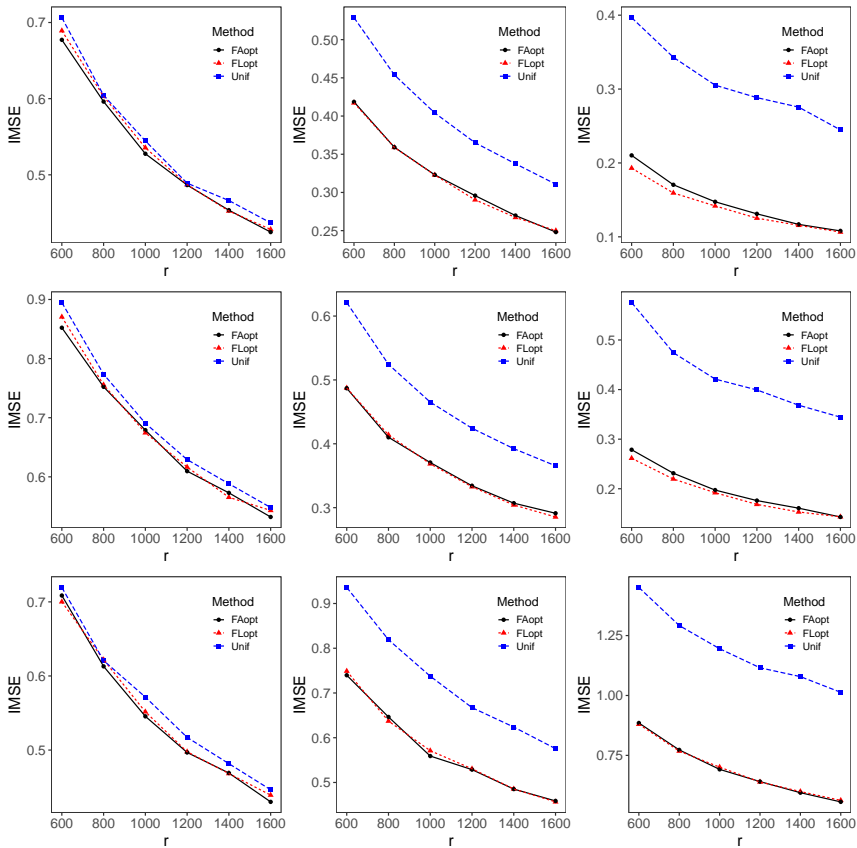 IMSE
0.7
0.6
0.5
Method
FAopt
FLopt
Unif
600 800 1000 1200 1400 1600
r
IMSE
0.50
0.45
0.40
0.35
0.30
0.25
Method
FAopt
FLopt
Unif
600 800 1000 1200 1400 1600
r
IMSE
0.4
0.3
0.2
0.1
Method
FAopt
FLopt
Unif
600 800 1000 1200 1400 1600
r
IMSE
0.9
0.8
0.7
0.6
Method
FAopt
FLopt
Unif
600 800 1000 1200 1400 1600
r
IMSE
0.6
0.5
0.4
0.3
Method
FAopt
FLopt
Unif
600 800 1000 1200 1400 1600
r
IMSE
0.5
0.4
0.3
0.2
Method
FAopt
FLopt
Unif
600 800 1000 1200 1400 1600
r
IMSE
0.7
0.6
0.5
Method
FAopt
FLopt
Unif
600 800 1000 1200 1400 1600
r
IMSE
0.9
0.8
0.7
0.6
0.5
Method
FAopt
FLopt
Unif
600 800 1000 1200 1400 1600
r
IMSE
1.25
1.00
0.75
Method
FAopt
FLopt
Unif
600 800 1000 1200 1400 1600
r